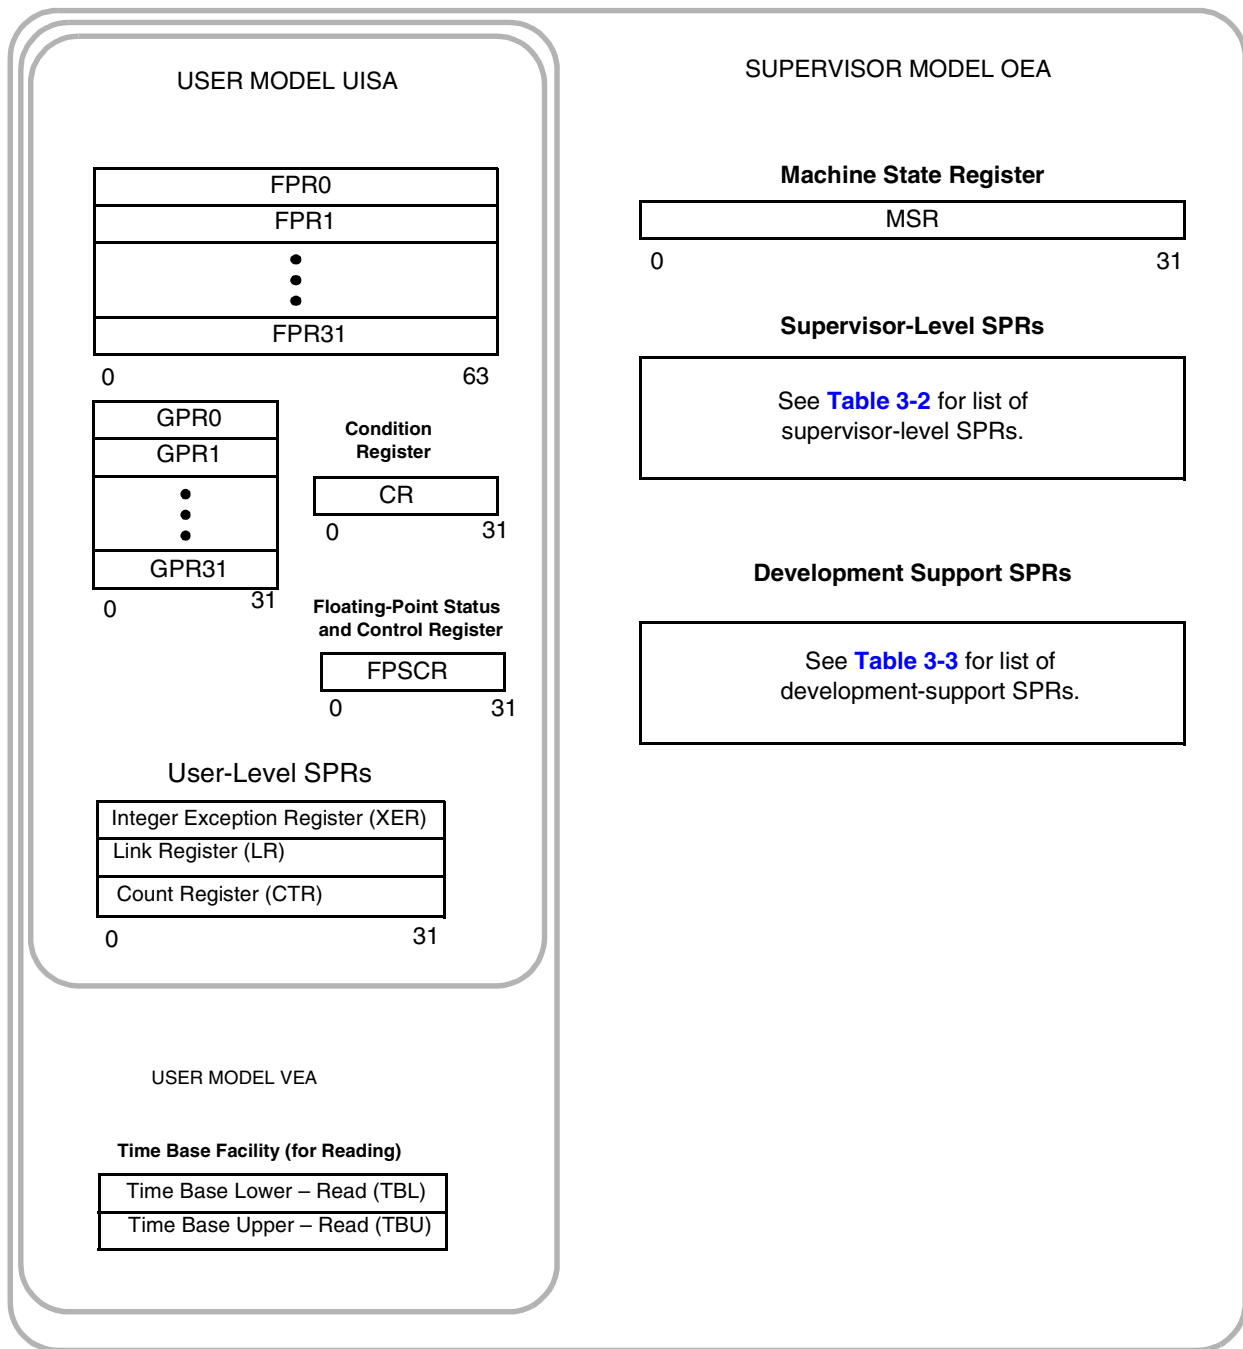 USER MODEL UISA
FPR0
FPR1
FPR31
0 63
GPR0
GPR1
GPR31
0 31
Condition
Register
CR
0 31
Floating-Point Status
and Control Register
FPSCR
0 31
User-Level SPRs
Integer Exception Register (XER)
Link Register (LR)
Count Register (CTR)
0 31
USER MODEL VEA
Time Base Facility (for Reading)
Time Base Lower – Read (TBL)
Time Base Upper – Read (TBU)
SUPERVISOR MODEL OEA
Machine State Register
MSR
0 31
Supervisor-Level SPRs
See Table 3-2 for list of
supervisor-level SPRs.
Development Support SPRs
See Table 3-3 for list of
development-support SPRs.